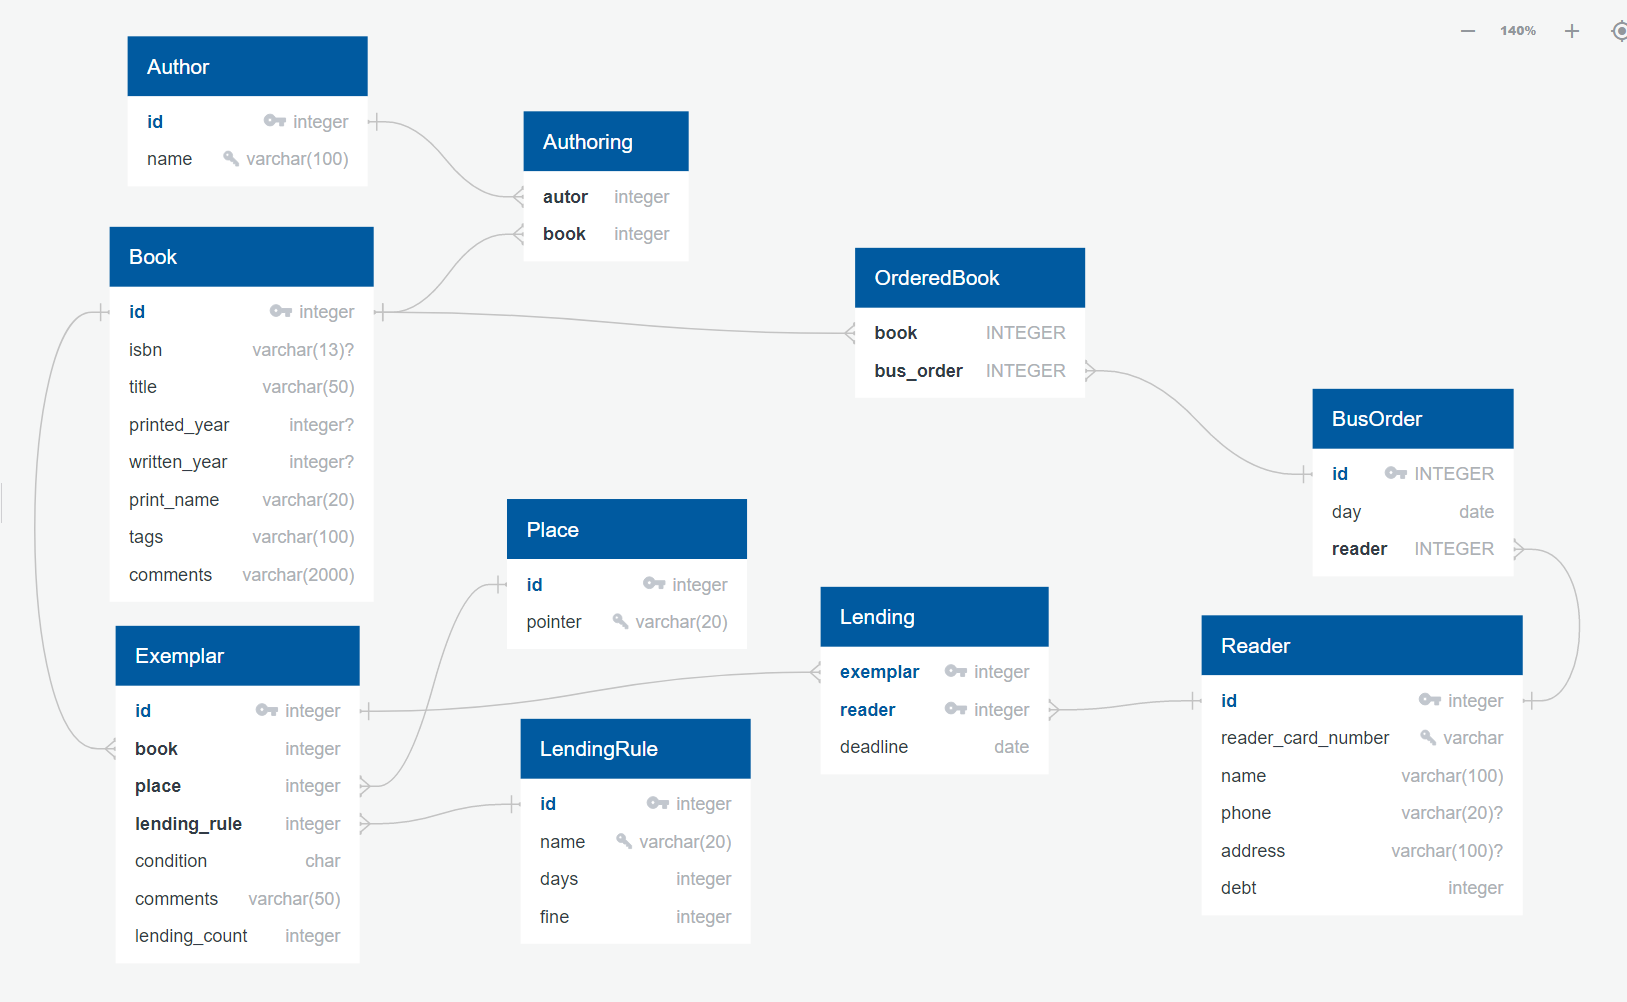 140%
Author
id integer
name varchar(100)
Authoring
autor integer
book integer
Book
id integer
isbn varchar(13)?
title varchar(50)
printed_year integer?
written_year integer?
print_name varchar(20)
tags varchar(100)
comments varchar(2000)
OrderedBook
book INTEGER
bus_order INTEGER
BusOrder
id INTEGER
day date
reader INTEGER
Place
id integer
pointer varchar(20)
Lending
exemplar integer
reader integer
deadline date
Reader
id integer
reader_card_number varchar
name varchar(100)
phone varchar(20)?
address varchar(100)?
debt integer
Exemplar
id integer
book integer
place integer
lending_rule integer
condition char
comments varchar(50)
lending_count integer
LendingRule
id integer
name varchar(20)
days integer
fine integer